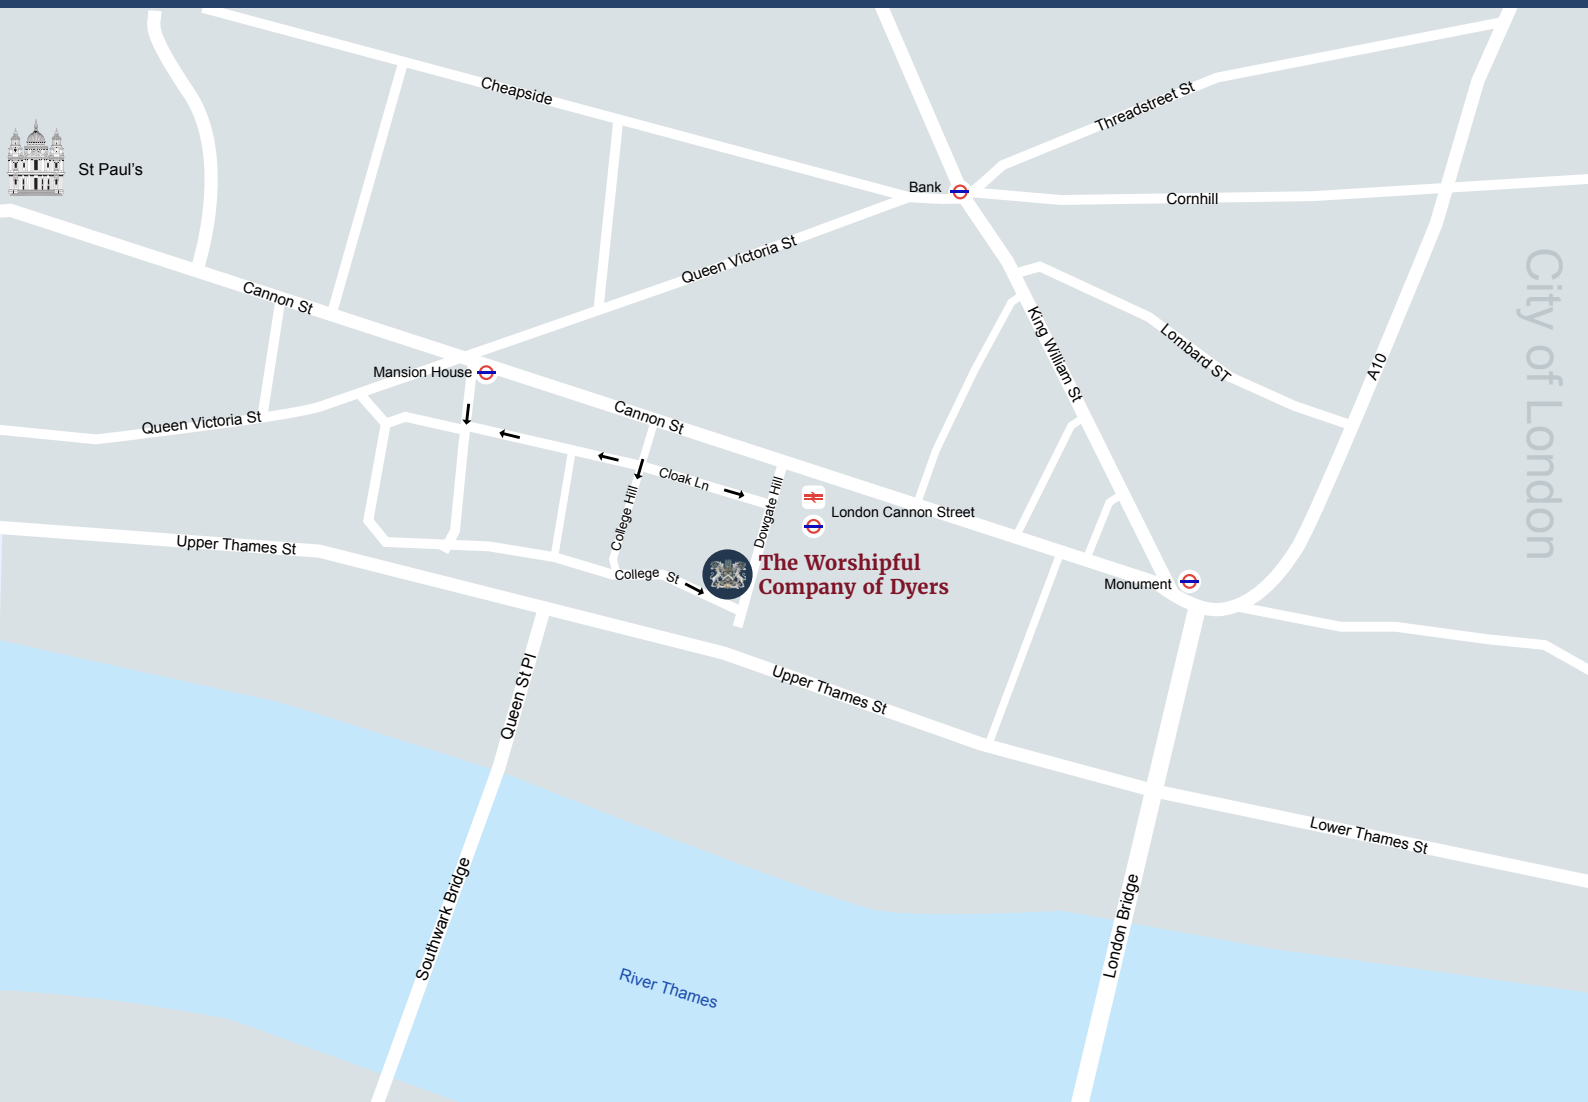 Cheapside
Threadstreet St
St Paul's
Bank
Cornhill
Queen Victoria St
City of London
Cannon St
King William St
Lombard ST
A10
Mansion House
Queen Victoria St
Cannon St
Cloak Ln
College Hill
Dowgate Hill
London Cannon Street
Upper Thames St
The Worshipful
Company of Dyers
College St
Monument
Queen St Pl
Upper Thames St
Lower Thames St
Southwark Bridge
London Bridge
River Thames